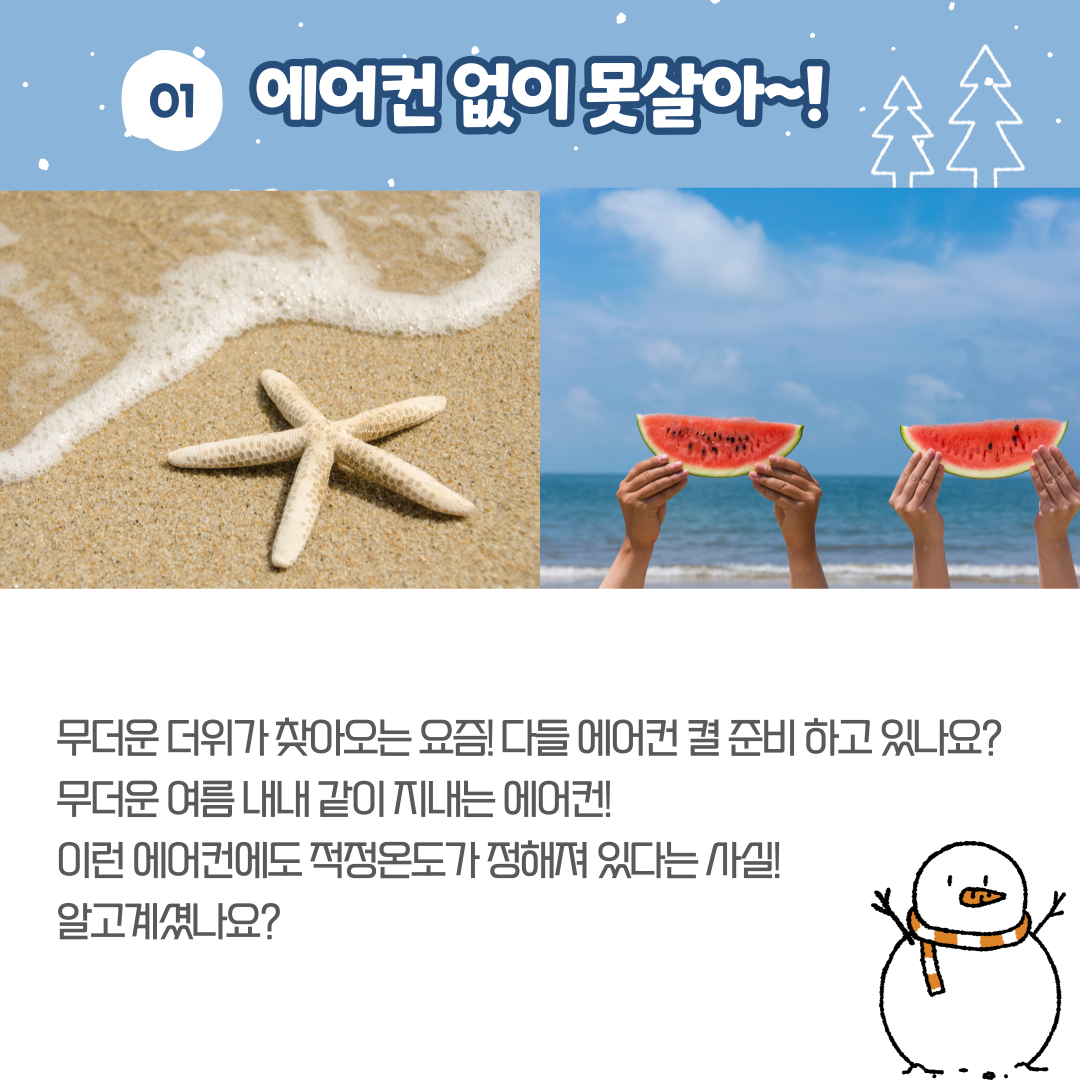 01
에어컨 없이 못살아~!
무더운 더위가 찾아오는 요즘! 다들 에어컨 켤 준비 하고 있나요?
무더운 여름 내내 같이 지내는 에어컨!
이런 에어컨에도 적정온도가 정해져 있다는 사실!
알고계셨나요?